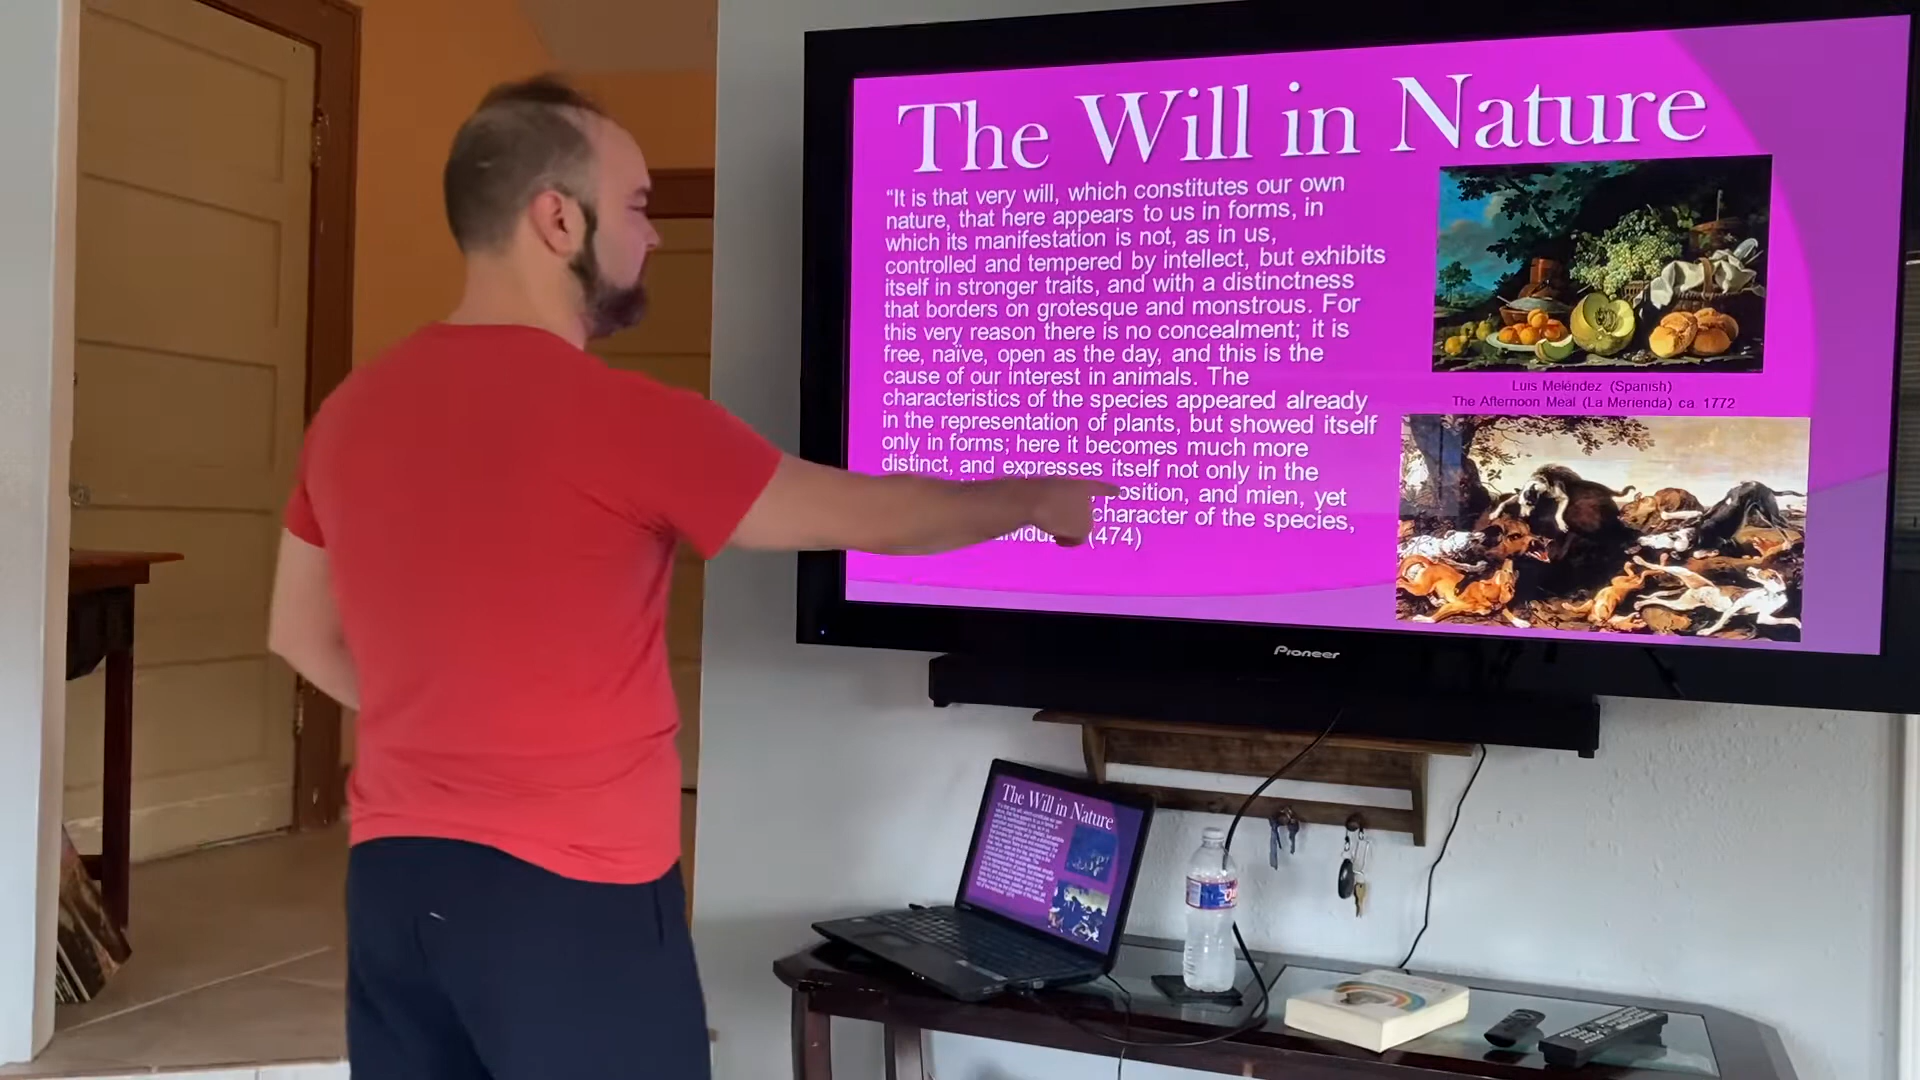 The Will in Nature
“It is that very will, which constitutes our own
nature, that here appears to us in forms, in
which its manifestation is not, as in us,
controlled and tempered by intellect, but exhibits
itself in stronger traits, and with a distinctness
that borders on grotesque and monstrous. For
this very reason there is no concealment; it is
free, naïve, open as the day, and this is the
cause of our interest in animals. The
characteristics of the species appeared already
in the representation of plants, but showed itself
only in forms; here it becomes much more
distinct, and expresses itself not only in the
position, and mien, yet
character of the species,
(474)
Luis Meléndez (Spanish)
The Afternoon Meal (La Merienda) ca. 1772
Pioneer
The Will in Nature